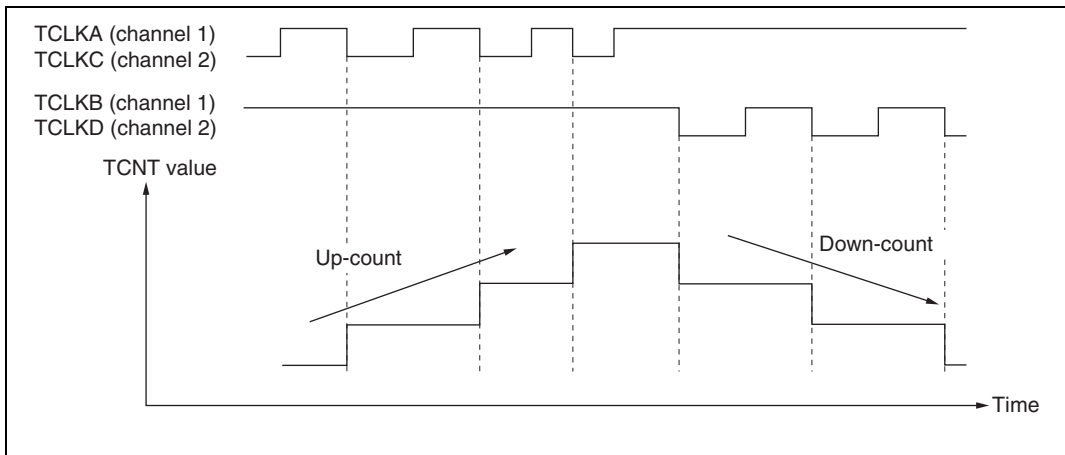 TCLKA (channel 1)
TCLKC (channel 2)
TCLKB (channel 1)
TCLKD (channel 2)
TCNT value
Up-count
Down-count
Time